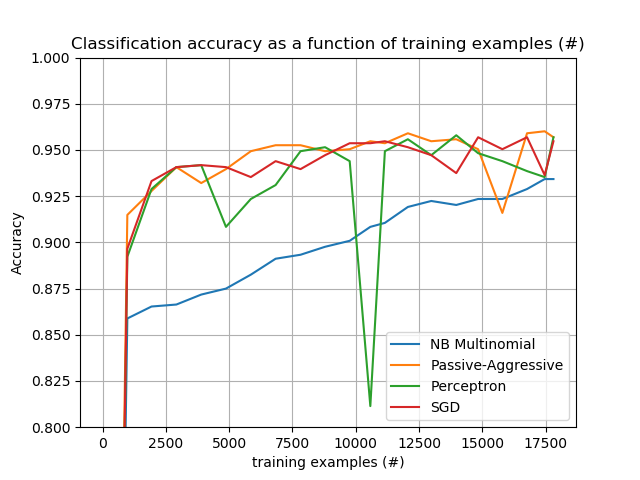 Classification accuracy as a function of training examples (#)
1.000
0.975
0.950
0.925
0.900
0.875
0.850
0.825
0.800
Accuracy
NB Multinomial
Passive-Aggressive
Perceptron
SGD
0 2500 5000 7500 10000 12500 15000 17500
training examples (#)